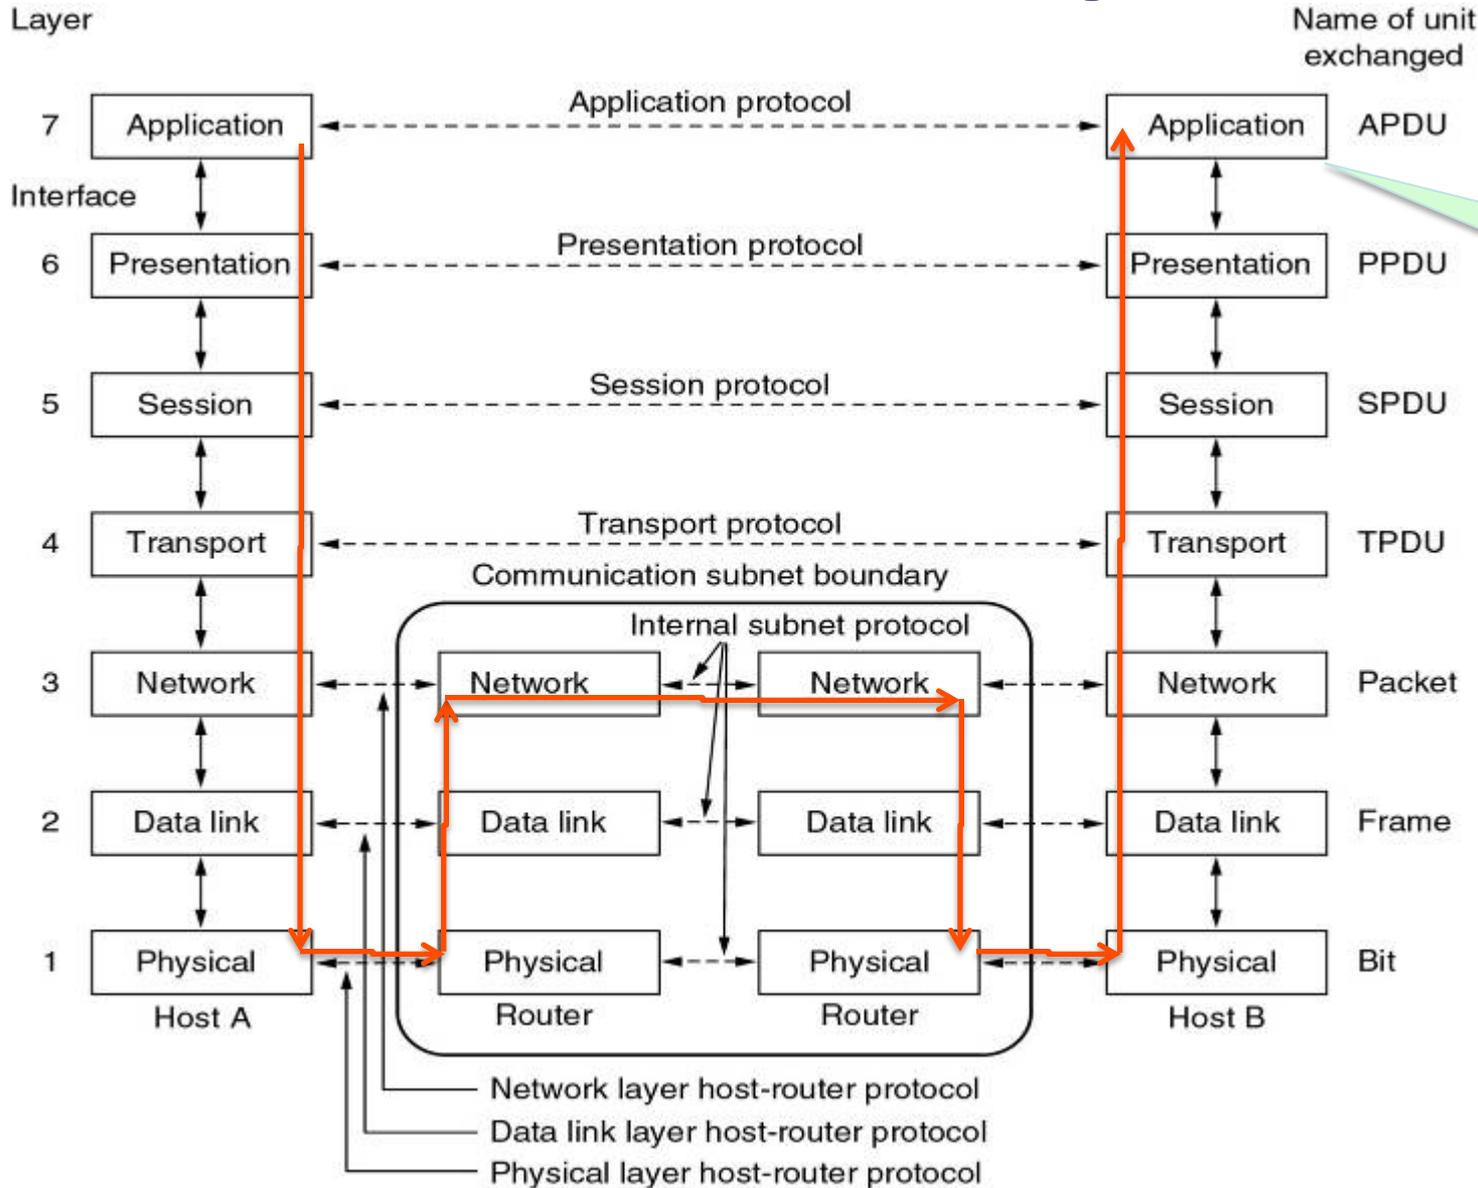 Layer
Name of unit
exchanged
Application protocol
7 Application Application APDU
Interface
Presentation protocol
6 Presentation Presentation PPDU
Session protocol
5 Session Session SPDU
Transport protocol
4 Transport Transport TPDU
Communication subnet boundary
Internal subnet protocol
3 Network Network Network Network Packet
2 Data link Data link Data link Data link Frame
1 Physical Physical Physical Physical Bit
Host A Router Router Host B
Network layer host-router protocol
Data link layer host-router protocol
Physical layer host-router protocol